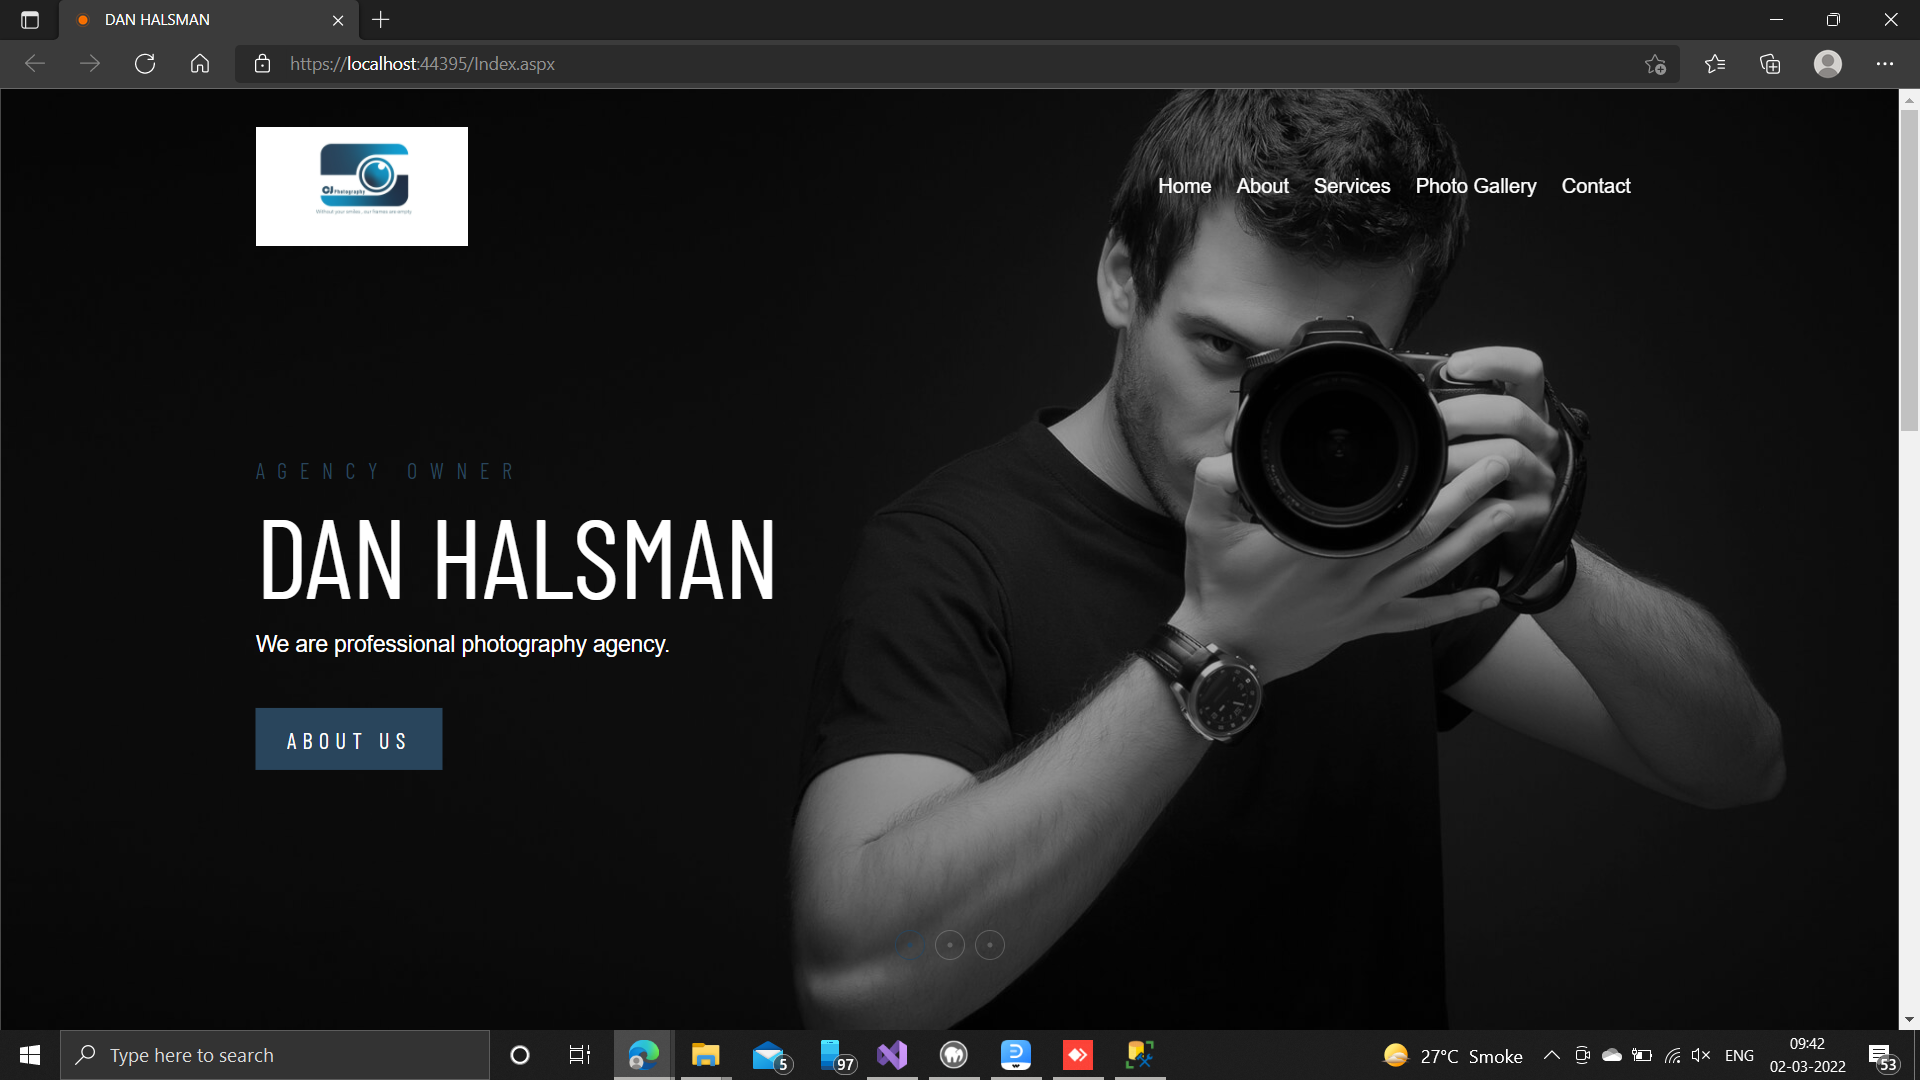 DAN HALSMAN
https://localhost:44395/Index.aspx
CJ Photography
Without your smiles, our frames are empty.
Home About Services Photo Gallery Contact
AGENCY OWNER
DAN HALSMAN
We are professional photography agency.
ABOUT US
Type here to search
5
97
27°C Smoke
ENG
09:42
02-03-2022
53